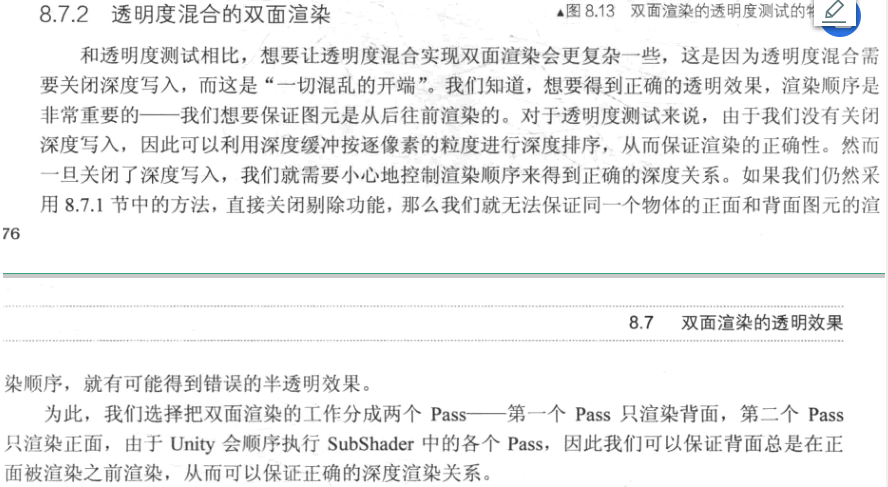 8.7.2 透明度混合的双面渲染
▲图 8.13 双面渲染的透明度测试的
和透明度测试相比，想要让透明度混合实现双面渲染会更复杂一些，这是因为透明度混合需
要关闭深度写入，而这是“一切混乱的开端”。我们知道，想要得到正确的透明效果，渲染顺序是
非常重要的——我们想要保证图元是从后往前渲染的。对于透明度测试来说，由于我们没有关闭
深度写入，因此可以利用深度缓冲按逐像素的粒度进行深度排序，从而保证渲染的正确性。然而
一旦关闭了深度写入，我们就需要小心地控制渲染顺序来得到正确的深度关系。如果我们仍然采
用 8.7.1 节中的方法，直接关闭剔除功能，那么我们就无法保证同一个物体的正面和背面图元的渲
76
8.7 双面渲染的透明效果
染顺序，就有可能得到错误的半透明效果。
为此，我们选择把双面渲染的工作分成两个 Pass——第一个 Pass 只渲染背面，第二个 Pass
只渲染正面，由于 Unity 会顺序执行 SubShader 中的各个 Pass，因此我们可以保证背面总是在正
面被渲染之前渲染，从而可以保证正确的深度渲染关系。